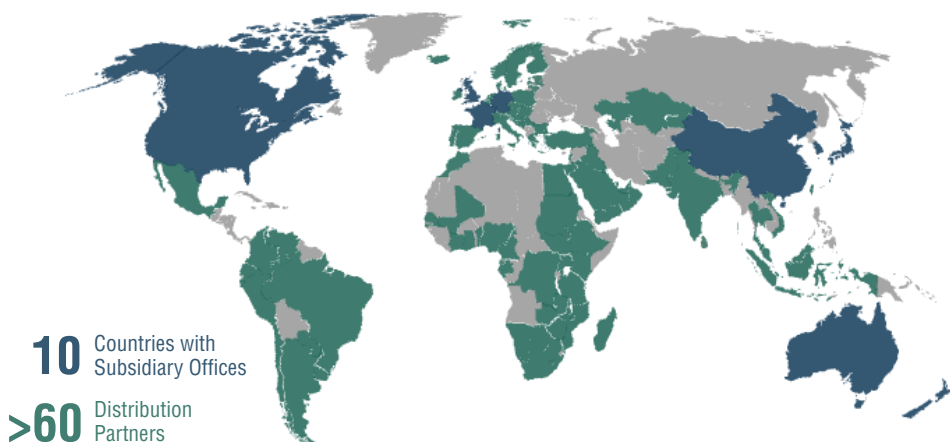 10 Countries with
Subsidiary Offices
>60 Distribution
Partners